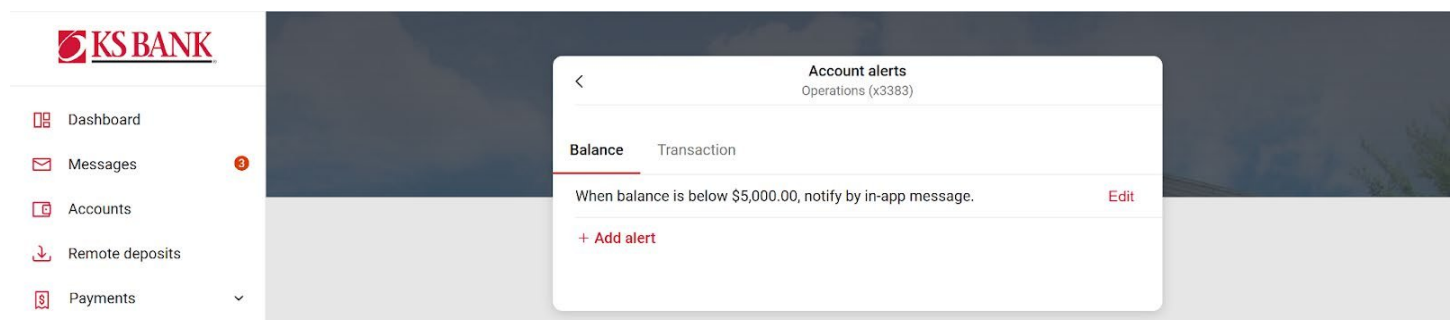 KS BANK
Dashboard
Messages 3
Accounts
Remote deposits
Payments
Account alerts
Operations (x3383)
Balance Transaction
When balance is below $5,000.00, notify by in-app message. Edit
+ Add alert